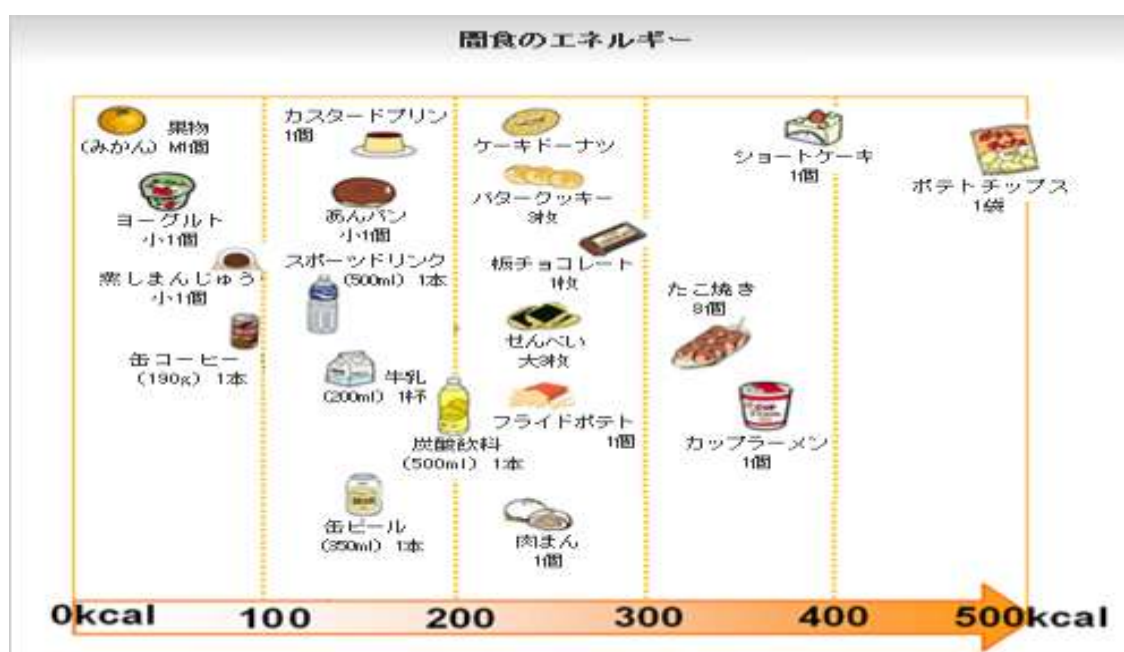 間食のエネルギー
果物
(みかん) M1個
ヨーグルト
小1個
蒸しまんじゅう
小1個
缶コーヒー
(190g) 1本
カスタードプリン
1個
あんパン
小1個
スポーツドリンク
(500ml) 1本
牛乳
(200ml) 1杯
炭酸飲料
(500ml) 1本
缶ビール
(350ml) 1本
ケーキドーナツ
バタークッキー
3枚
板チョコレート
1枚
せんべい
大3枚
フライドポテト
1個
肉まん
1個
ショートケーキ
1個
たこ焼き
8個
カップラーメン
1個
ポテトチップス
1袋
0kcal 100 200 300 400 500kcal